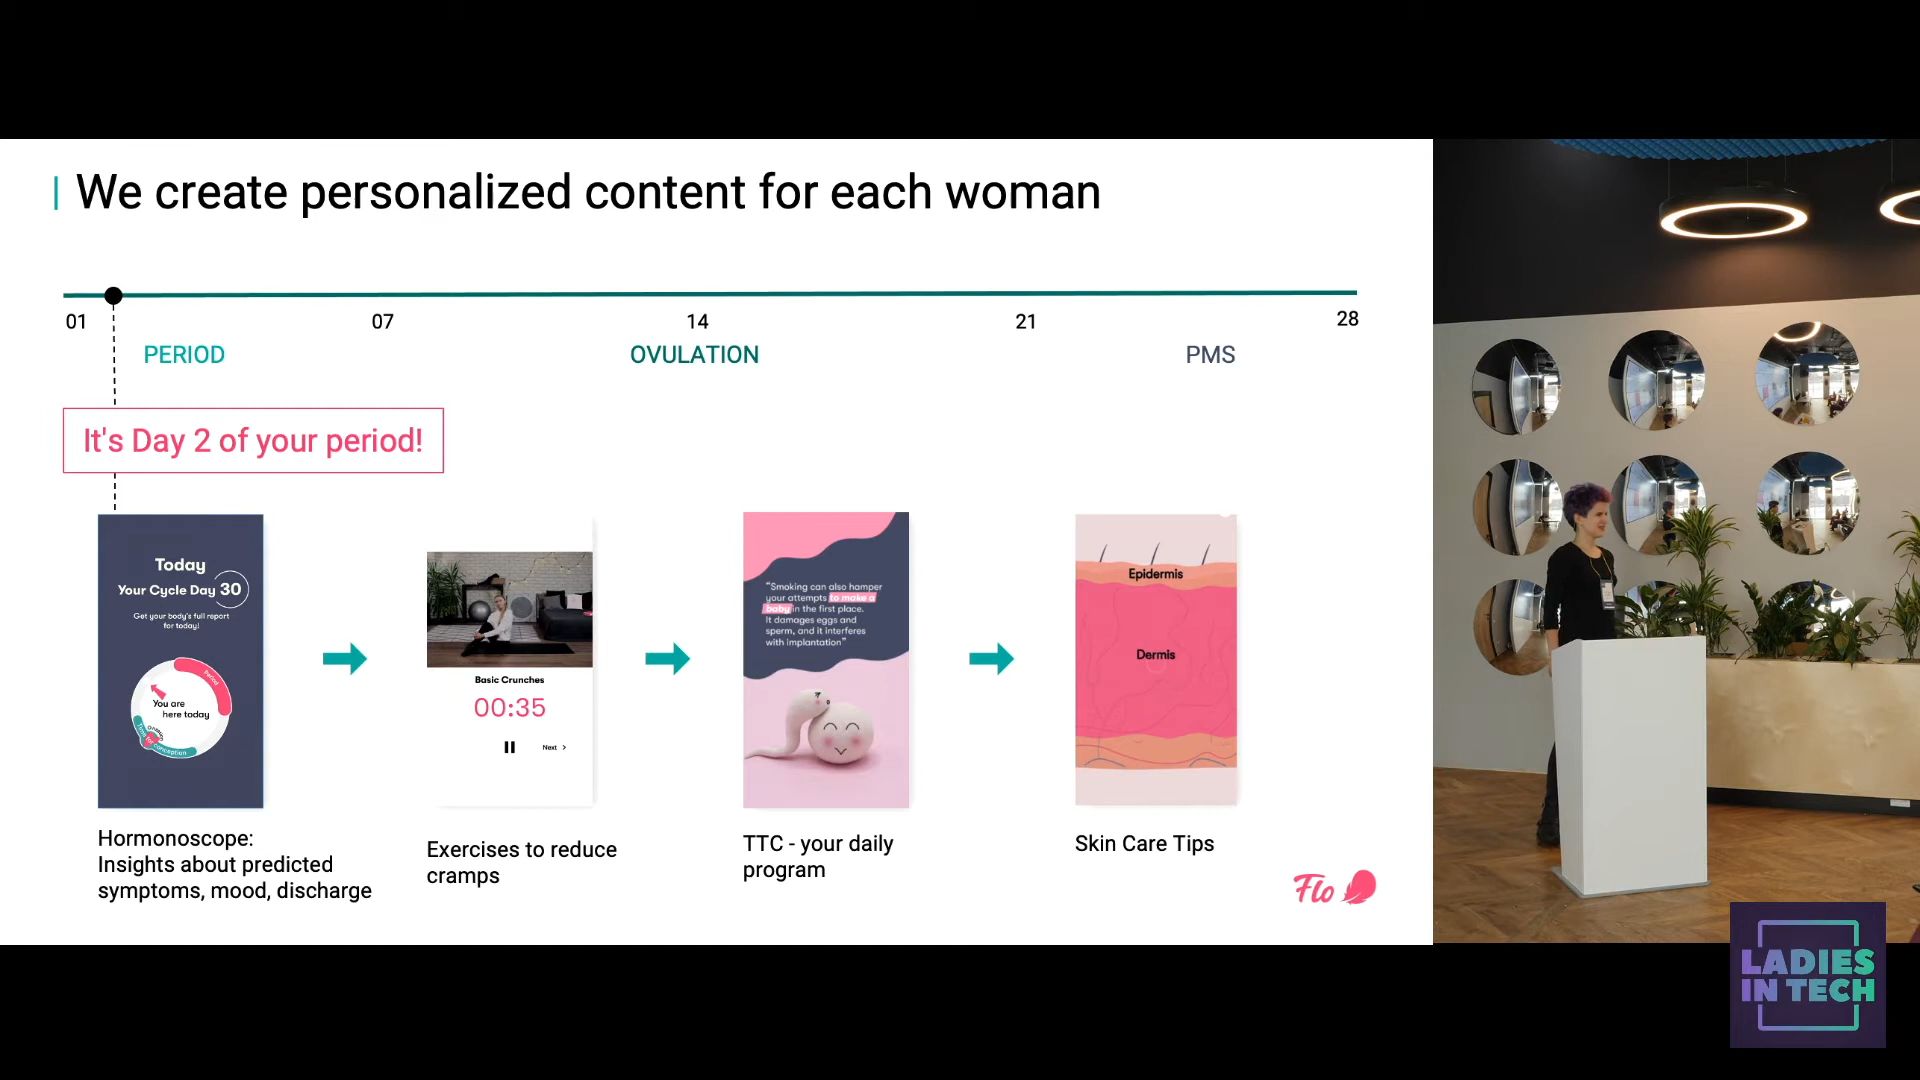 We create personalized content for each woman
01
07
14
21
28
PERIOD
OVULATION
PMS
It's Day 2 of your period!
Today
Your Cycle Day 30
Get your body's full report
for today!
Period
You are
here today
Time for conception
Basic Crunches
00:35
Next >
"Smoking can also hamper
your attempts to make a
baby in the first place.
It damages eggs and
sperm, and it interferes
with implantation"
Epidermis
Dermis
Hormonoscope:
Insights about predicted
symptoms, mood, discharge
Exercises to reduce
cramps
TTC - your daily
program
Skin Care Tips
Flo
LADIES
IN TECH